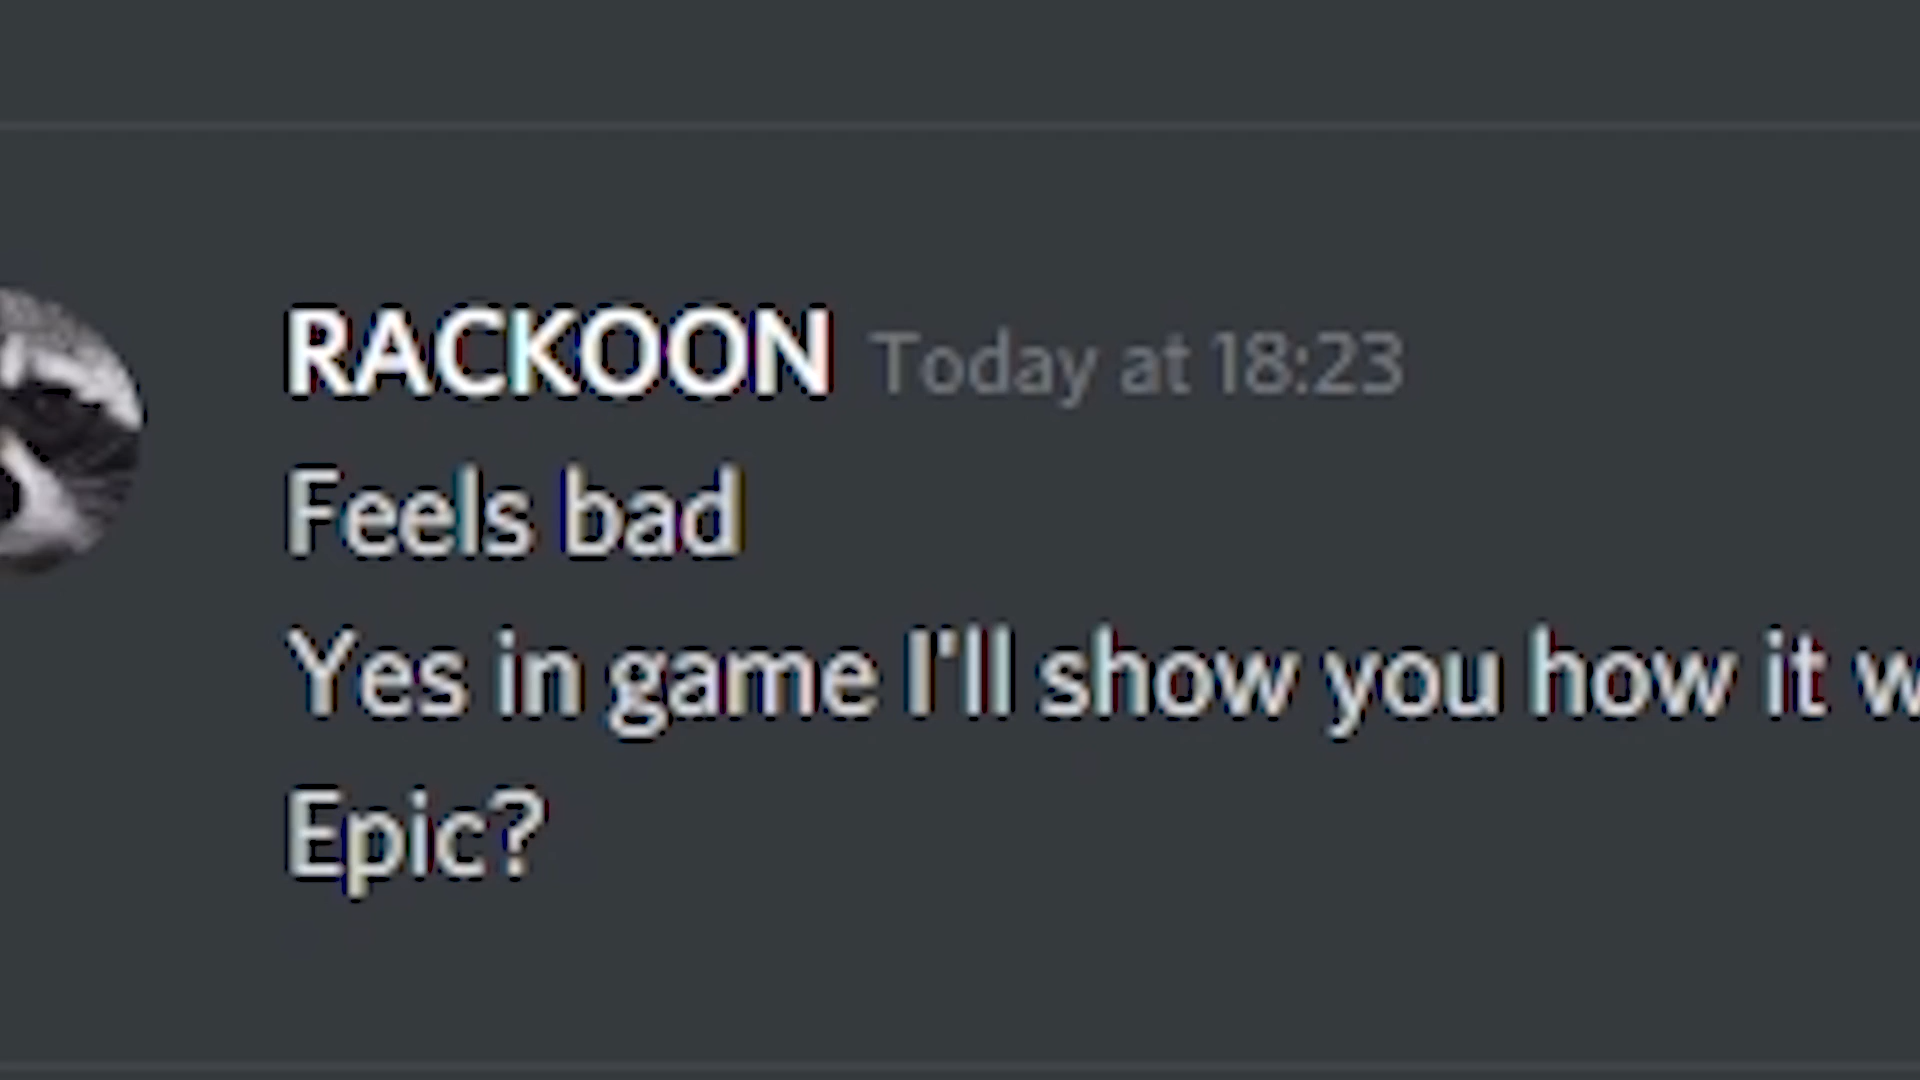 RACKOON Today at 18:23
Feels bad
Yes in game I'll show you how it w
Epic?